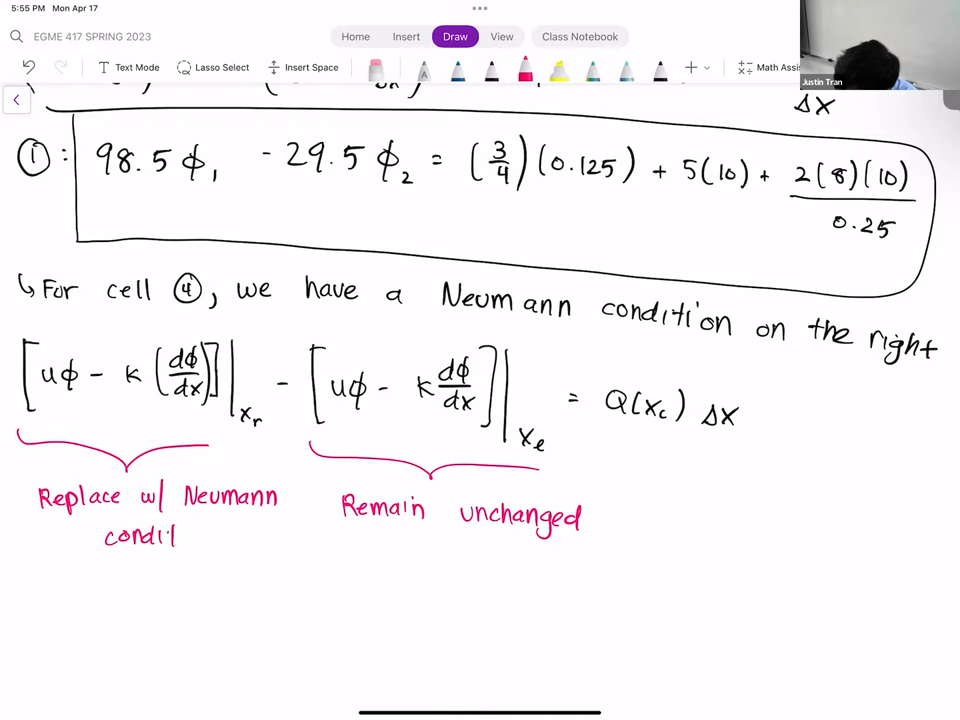 5:55 PM Mon Apr 17
EGME 417 SPRING 2023
Home Insert Draw View Class Notebook
Text Mode Lasso Select Insert Space Math Assis
Justin Tran
ΔX
① : 98.5 ϕ₁ - 29.5 ϕ₂ = (3/4)(0.125) + 5(10) + 2(8)(10)/0.25
↳ For cell ④, we have a Neumann condition on the right
[uϕ - k (dϕ/dx)]|xᵣ - [uϕ - k dϕ/dx]|xₑ = Q(x_c) ΔX
Replace w/ Neumann
condit
Remain unchanged